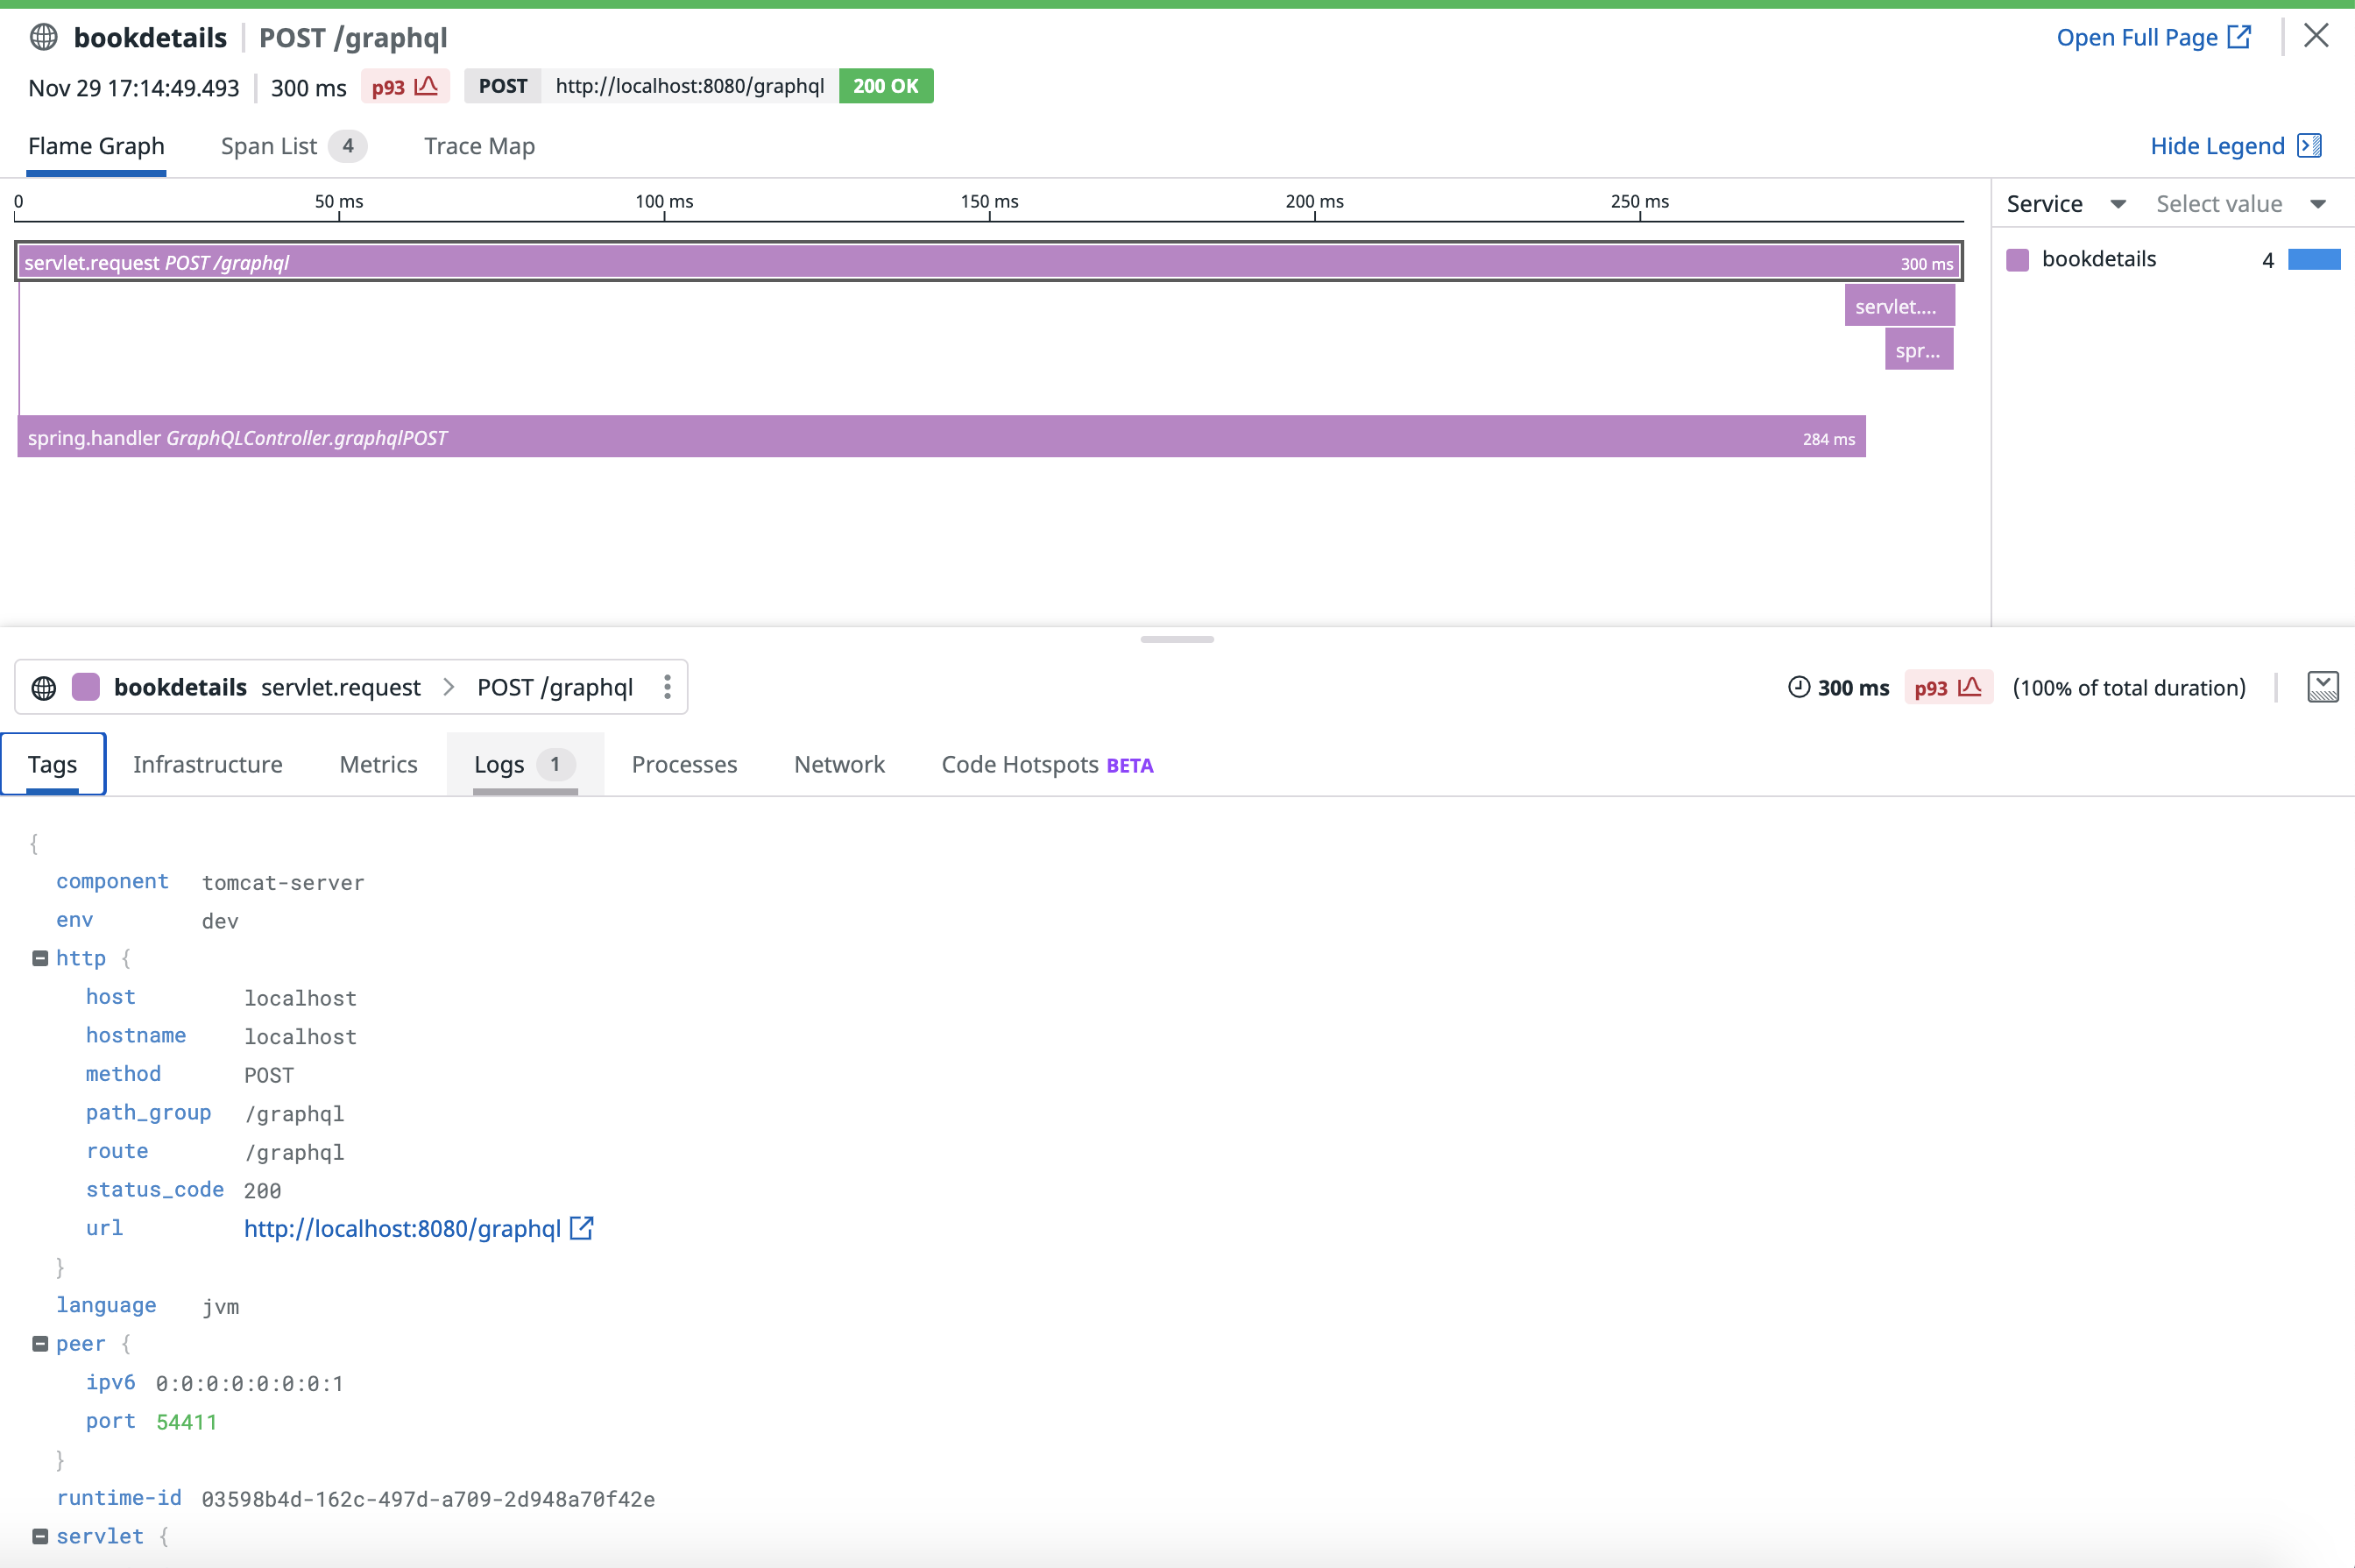 bookdetails POST /graphql Open Full Page
Nov 29 17:14:49.493 300 ms p93 POST http://localhost:8080/graphql 200 OK
Flame Graph Span List 4 Trace Map Hide Legend
0 50 ms 100 ms 150 ms 200 ms 250 ms
Service Select value
servlet.request POST /graphql 300 ms
bookdetails 4
servlet....
spr...
spring.handler GraphQLController.graphqlPOST 284 ms
bookdetails servlet.request > POST /graphql 300 ms p93 (100% of total duration)
Tags Infrastructure Metrics Logs 1 Processes Network Code Hotspots BETA
{
component tomcat-server
env dev
http {
host localhost
hostname localhost
method POST
path_group /graphql
route /graphql
status_code 200
url http://localhost:8080/graphql
}
language jvm
peer {
ipv6 0:0:0:0:0:0:0:1
port 54411
}
runtime-id 03598b4d-162c-497d-a709-2d948a70f42e
servlet {